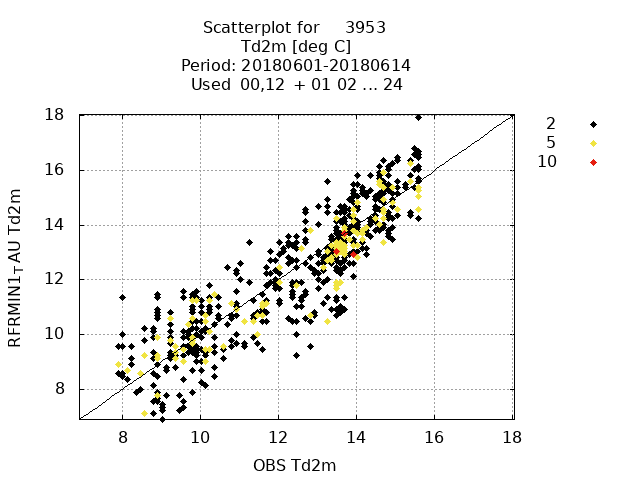 Scatterplot for 3953
Td2m [deg C]
Period: 20180601-20180614
Used 00,12 + 01 02 ... 24
18
16
14
12
10
8
RFRMIN1_T AU Td2m
8 10 12 14 16 18
OBS Td2m
2
5
10